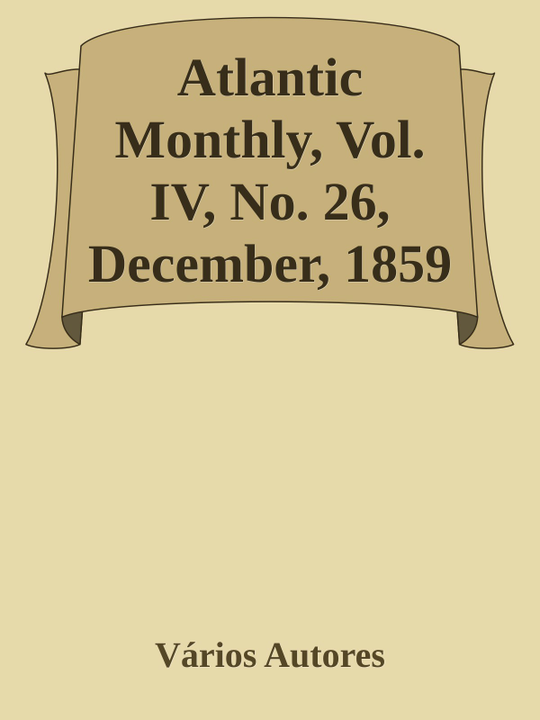 Atlantic
Monthly, Vol.
IV, No. 26,
December, 1859
Vários Autores